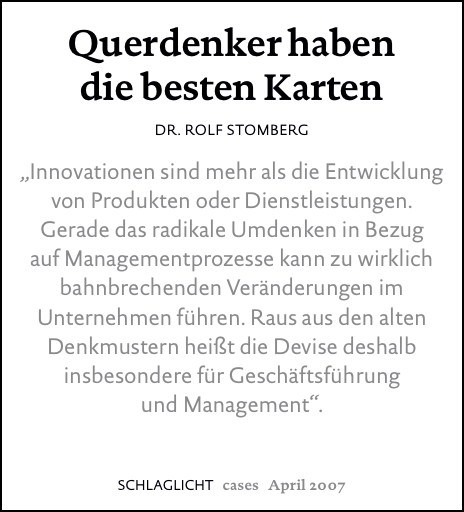 Querdenker haben
die besten Karten
DR. ROLF STOMBERG
„Innovationen sind mehr als die Entwicklung
von Produkten oder Dienstleistungen.
Gerade das radikale Umdenken in Bezug
auf Managementprozesse kann zu wirklich
bahnbrechenden Veränderungen im
Unternehmen führen. Raus aus den alten
Denkmustern heißt die Devise deshalb
insbesondere für Geschäftsführung
und Management“.
SCHLAGLICHT cases April 2007